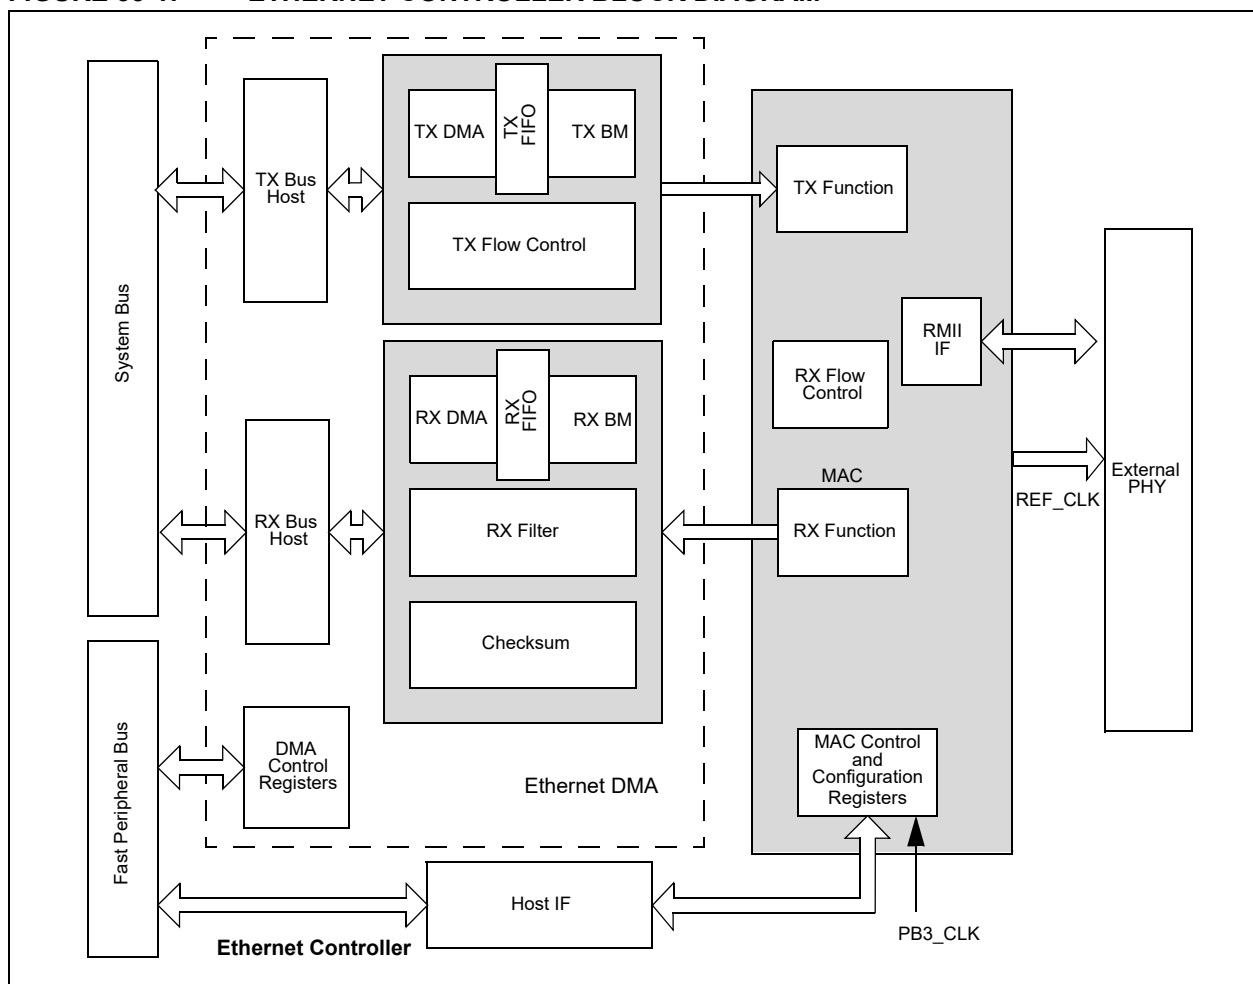 TX DMA
TX
FIFO
TX BM
TX Bus
Host
TX Function
TX Flow Control
System Bus
RMII
IF
RX Flow
Control
RX DMA
RX
FIFO
RX BM
MAC
External
PHY
REF_CLK
RX Bus
Host
RX Filter
RX Function
Checksum
Fast Peripheral Bus
DMA
Control
Registers
Ethernet DMA
MAC Control
and
Configuration
Registers
Host IF
PB3_CLK
Ethernet Controller